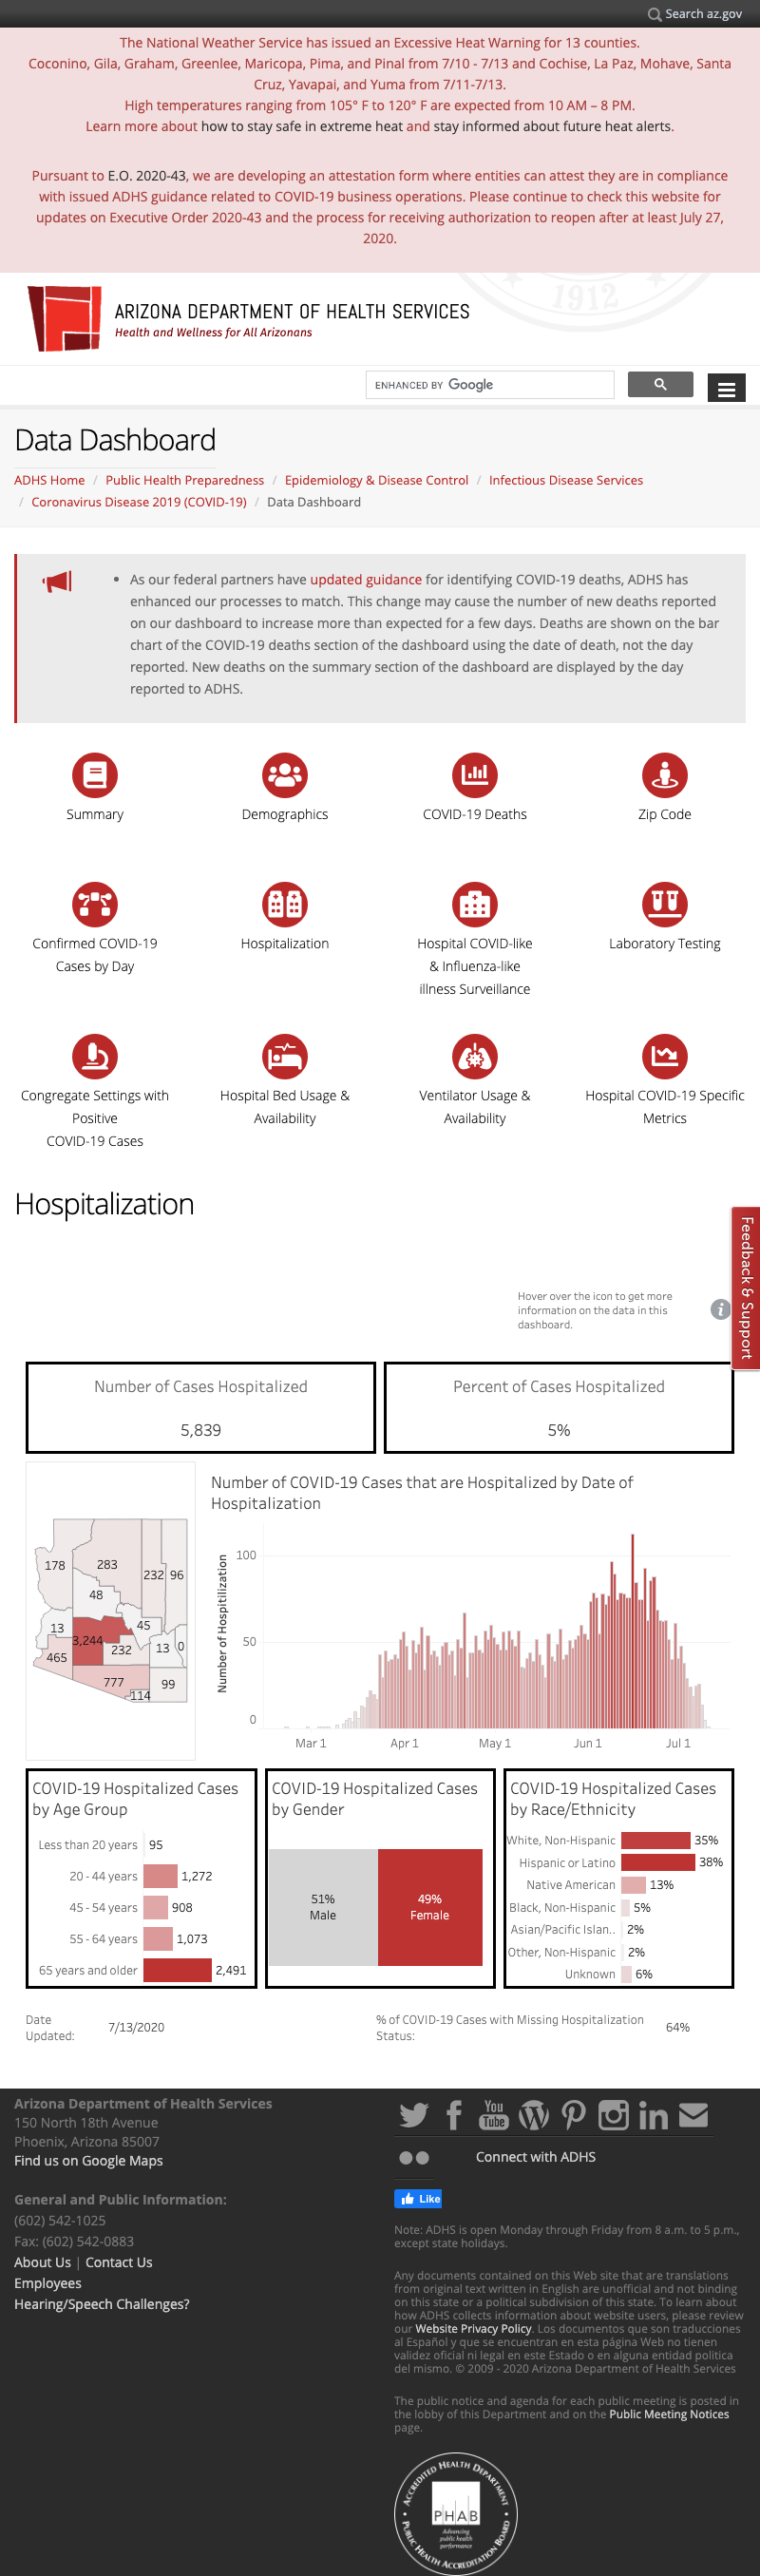 Search az.gov
The National Weather Service has issued an Excessive Heat Warning for 13 counties.
Coconino, Gila, Graham, Greenlee, Maricopa, Pima, and Pinal from 7/10 - 7/13 and Cochise, La Paz, Mohave, Santa
Cruz, Yavapai, and Yuma from 7/11-7/13.
High temperatures ranging from 105° F to 120° F are expected from 10 AM – 8 PM.
Learn more about how to stay safe in extreme heat and stay informed about future heat alerts.
Pursuant to E.O. 2020-43, we are developing an attestation form where entities can attest they are in compliance
with issued ADHS guidance related to COVID-19 business operations. Please continue to check this website for
updates on Executive Order 2020-43 and the process for receiving authorization to reopen after at least July 27,
2020.
1912
ARIZONA DEPARTMENT OF HEALTH SERVICES
Health and Wellness for All Arizonans
ENHANCED BY Google
Data Dashboard
ADHS Home / Public Health Preparedness / Epidemiology & Disease Control / Infectious Disease Services
/ Coronavirus Disease 2019 (COVID-19) / Data Dashboard
• As our federal partners have updated guidance for identifying COVID-19 deaths, ADHS has
enhanced our processes to match. This change may cause the number of new deaths reported
on our dashboard to increase more than expected for a few days. Deaths are shown on the bar
chart of the COVID-19 deaths section of the dashboard using the date of death, not the day
reported. New deaths on the summary section of the dashboard are displayed by the day
reported to ADHS.
Summary
Demographics
COVID-19 Deaths
Zip Code
Confirmed COVID-19
Cases by Day
Hospitalization
Hospital COVID-like
& Influenza-like
illness Surveillance
Laboratory Testing
Congregate Settings with
Positive
COVID-19 Cases
Hospital Bed Usage &
Availability
Ventilator Usage &
Availability
Hospital COVID-19 Specific
Metrics
Hospitalization
Feedback & Support
Hover over the icon to get more
information on the data in this
dashboard.
i
Number of Cases Hospitalized
5,839
Percent of Cases Hospitalized
5%
178
283
232
96
48
13
3,244
45
232
13
0
465
777
99
114
Number of COVID-19 Cases that are Hospitalized by Date of
Hospitalization
Number of Hospitilization
100
50
0
Mar 1
Apr 1
May 1
Jun 1
Jul 1
COVID-19 Hospitalized Cases
by Age Group
Less than 20 years 95
20 - 44 years 1,272
45 - 54 years 908
55 - 64 years 1,073
65 years and older 2,491
COVID-19 Hospitalized Cases
by Gender
51%
Male
49%
Female
COVID-19 Hospitalized Cases
by Race/Ethnicity
White, Non-Hispanic 35%
Hispanic or Latino 38%
Native American 13%
Black, Non-Hispanic 5%
Asian/Pacific Islan.. 2%
Other, Non-Hispanic 2%
Unknown 6%
Date
Updated:
7/13/2020
% of COVID-19 Cases with Missing Hospitalization
Status:
64%
Arizona Department of Health Services
150 North 18th Avenue
Phoenix, Arizona 85007
Find us on Google Maps
General and Public Information:
(602) 542-1025
Fax: (602) 542-0883
About Us | Contact Us
Employees
Hearing/Speech Challenges?
You
Tube
Connect with ADHS
Like
Note: ADHS is open Monday through Friday from 8 a.m. to 5 p.m.,
except state holidays.
Any documents contained on this Web site that are translations
from original text written in English are unofficial and not binding
on this state or a political subdivision of this state. To learn about
how ADHS collects information about website users, please review
our Website Privacy Policy. Los documentos que son traducciones
al Español y que se encuentran en esta página Web no tienen
validez oficial ni legal en este Estado o en alguna entidad politica
del mismo. © 2009 - 2020 Arizona Department of Health Services
The public notice and agenda for each public meeting is posted in
the lobby of this Department and on the Public Meeting Notices
page.
ACCREDITED HEALTH DEPARTMENT
PHAB
Advancing
public health
performance
PUBLIC HEALTH ACCREDITATION BOARD